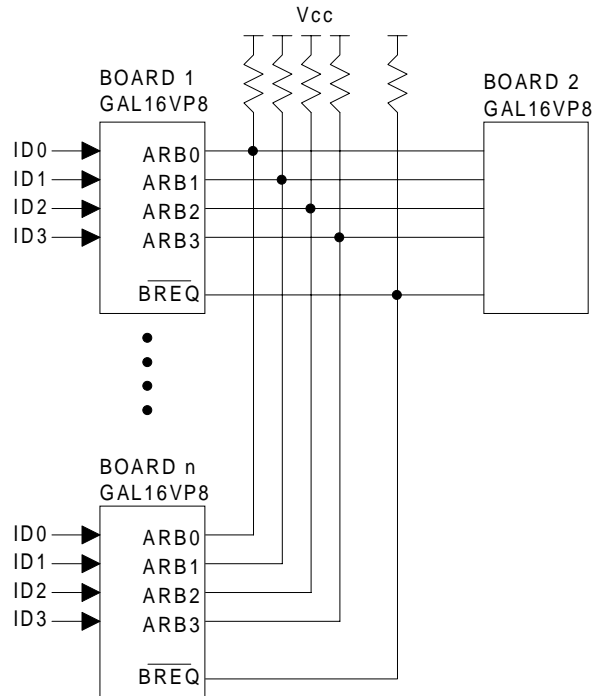 Vcc
BOARD 1
GAL16VP8
BOARD 2
GAL16VP8
ID0
ID1
ID2
ID3
ARB0
ARB1
ARB2
ARB3
BREQ
BOARD n
GAL16VP8
ID0
ID1
ID2
ID3
ARB0
ARB1
ARB2
ARB3
BREQ